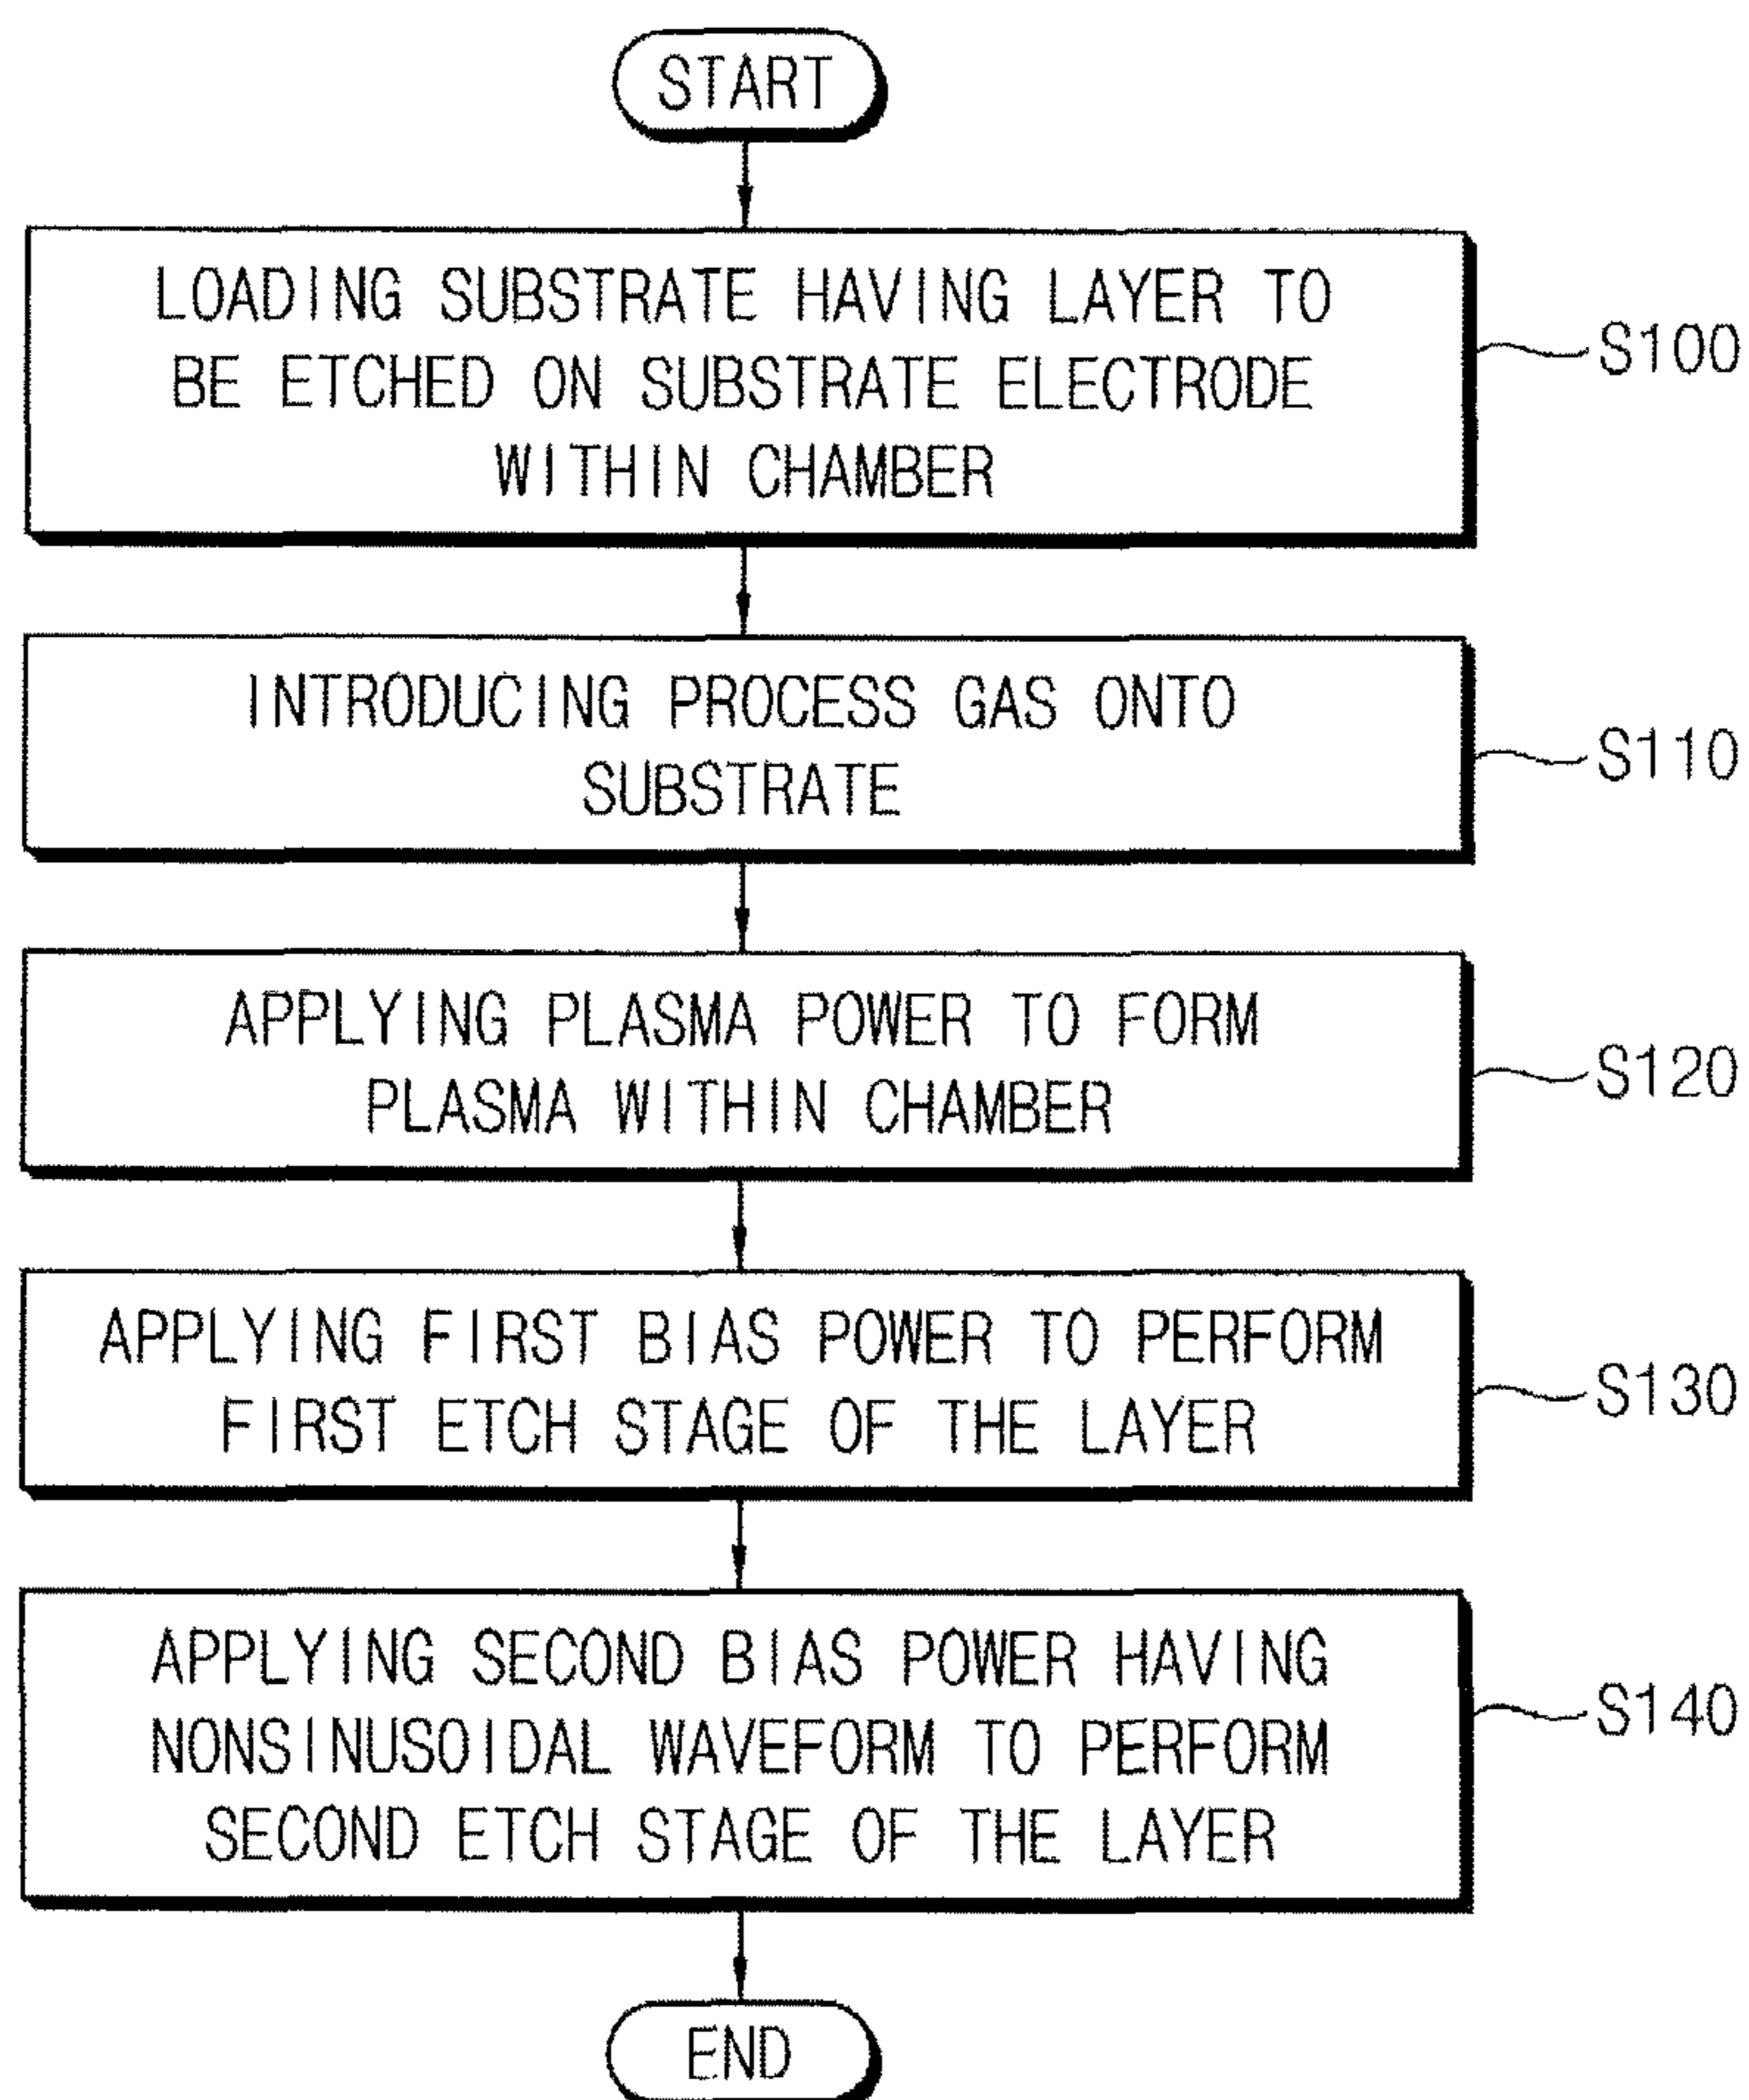 START
LOADING SUBSTRATE HAVING LAYER TO
BE ETCHED ON SUBSTRATE ELECTRODE
WITHIN CHAMBER
S100
INTRODUCING PROCESS GAS ONTO
SUBSTRATE
S110
APPLYING PLASMA POWER TO FORM
PLASMA WITHIN CHAMBER
S120
APPLYING FIRST BIAS POWER TO PERFORM
FIRST ETCH STAGE OF THE LAYER
S130
APPLYING SECOND BIAS POWER HAVING
NONSINUSOIDAL WAVEFORM TO PERFORM
SECOND ETCH STAGE OF THE LAYER
S140
END